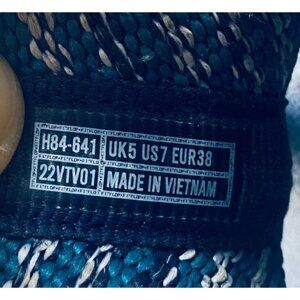 H84-641 UK5 US7 EUR38
22VTV01 MADE IN VIETNAM